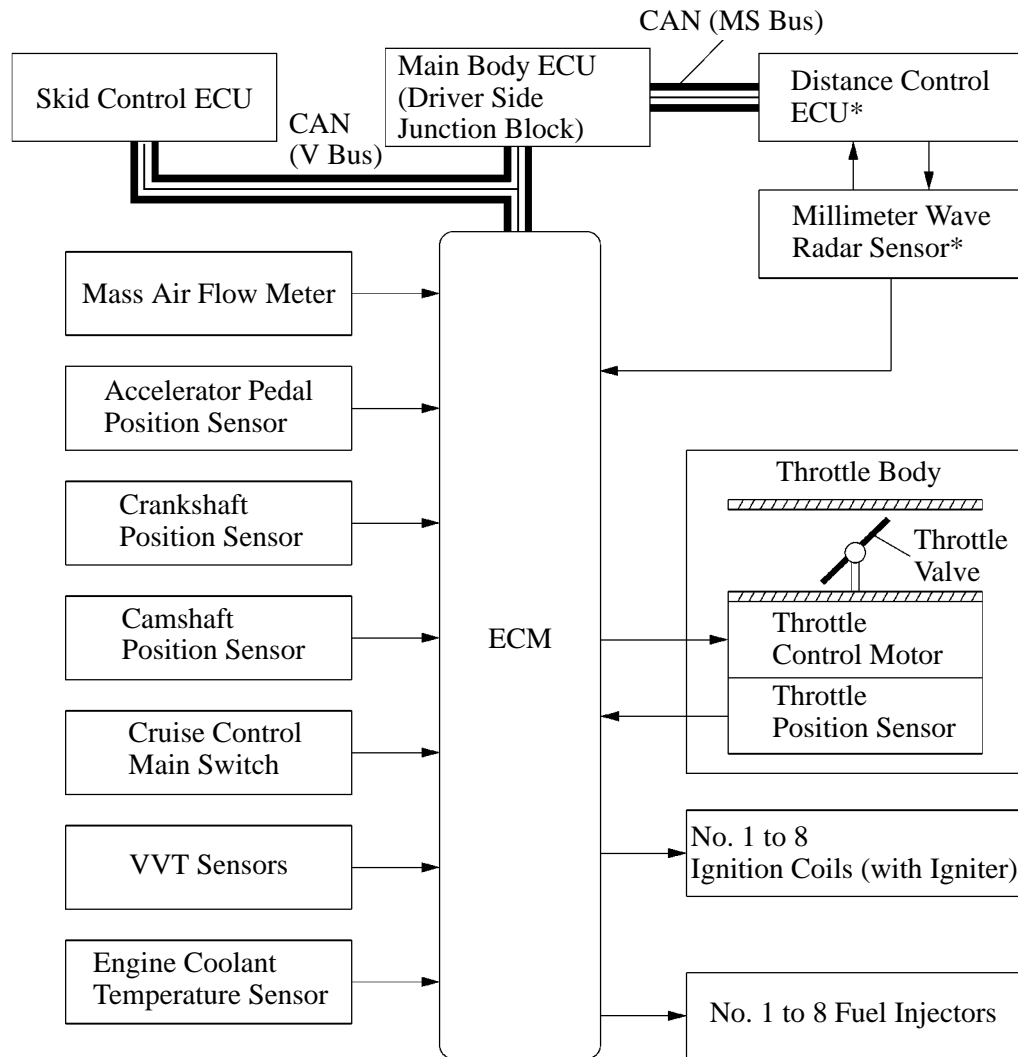 CAN (MS Bus)
Skid Control ECU
Main Body ECU
(Driver Side
Junction Block)
Distance Control
ECU*
CAN
(V Bus)
Millimeter Wave
Radar Sensor*
Mass Air Flow Meter
Accelerator Pedal
Position Sensor
Crankshaft
Position Sensor
Camshaft
Position Sensor
Cruise Control
Main Switch
VVT Sensors
Engine Coolant
Temperature Sensor
ECM
Throttle Body
Throttle
Valve
Throttle
Control Motor
Throttle
Position Sensor
No. 1 to 8
Ignition Coils (with Igniter)
No. 1 to 8 Fuel Injectors